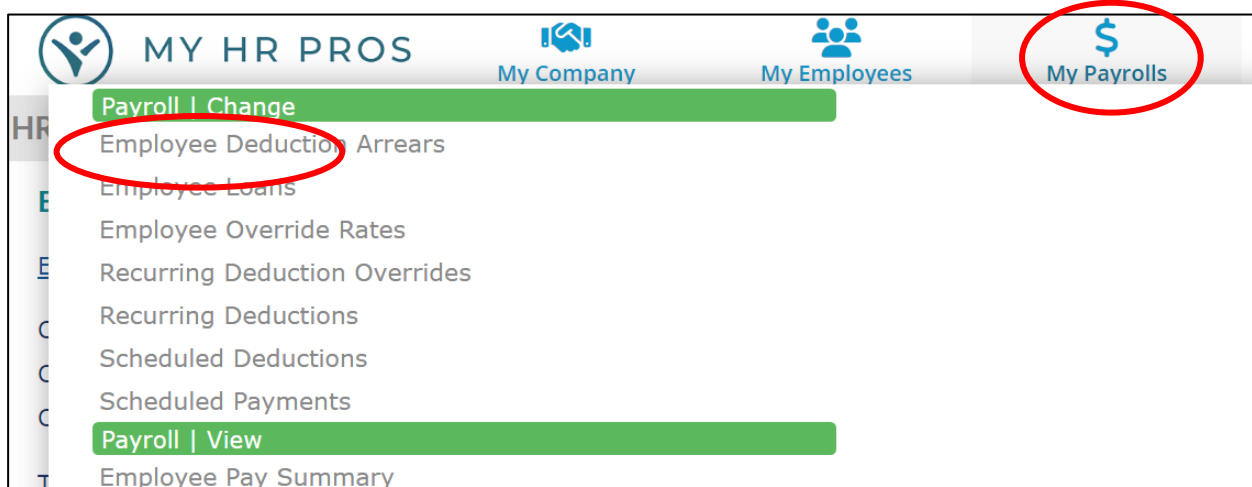 MY HR PROS
My Company
My Employees
My Payrolls
HR
Payroll | Change
Employee Deduction Arrears
Employee Loans
Employee Override Rates
Recurring Deduction Overrides
Recurring Deductions
Scheduled Deductions
Scheduled Payments
Payroll | View
Employee Pay Summary